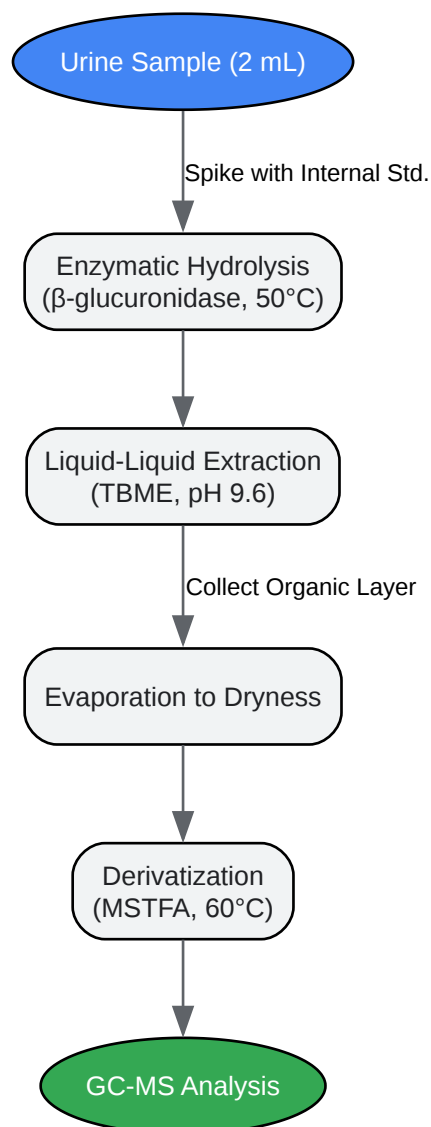 Urine Sample (2 mL)
Spike with Internal Std.
Enzymatic Hydrolysis
(β-glucuronidase, 50°C)
Liquid-Liquid Extraction
(TBME, pH 9.6)
Collect Organic Layer
Evaporation to Dryness
Derivatization
(MSTFA, 60°C)
GC-MS Analysis